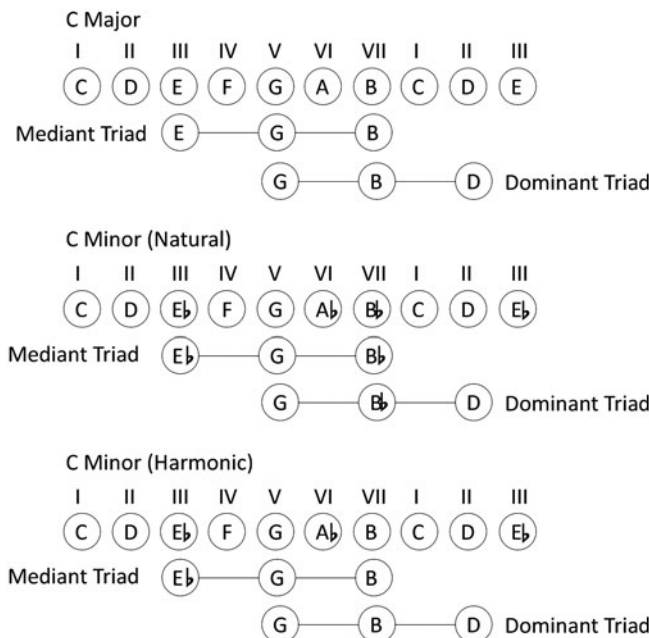 C Major
I II III IV V VI VII I II III
C D E F G A B C D E
Mediant Triad E G B
G B D Dominant Triad
C Minor (Natural)
I II III IV V VI VII I II III
C D E♭ F G A♭ B♭ C D E♭
Mediant Triad E♭ G B♭
G B♭ D Dominant Triad
C Minor (Harmonic)
I II III IV V VI VII I II III
C D E♭ F G A♭ B C D E♭
Mediant Triad E♭ G B
G B D Dominant Triad